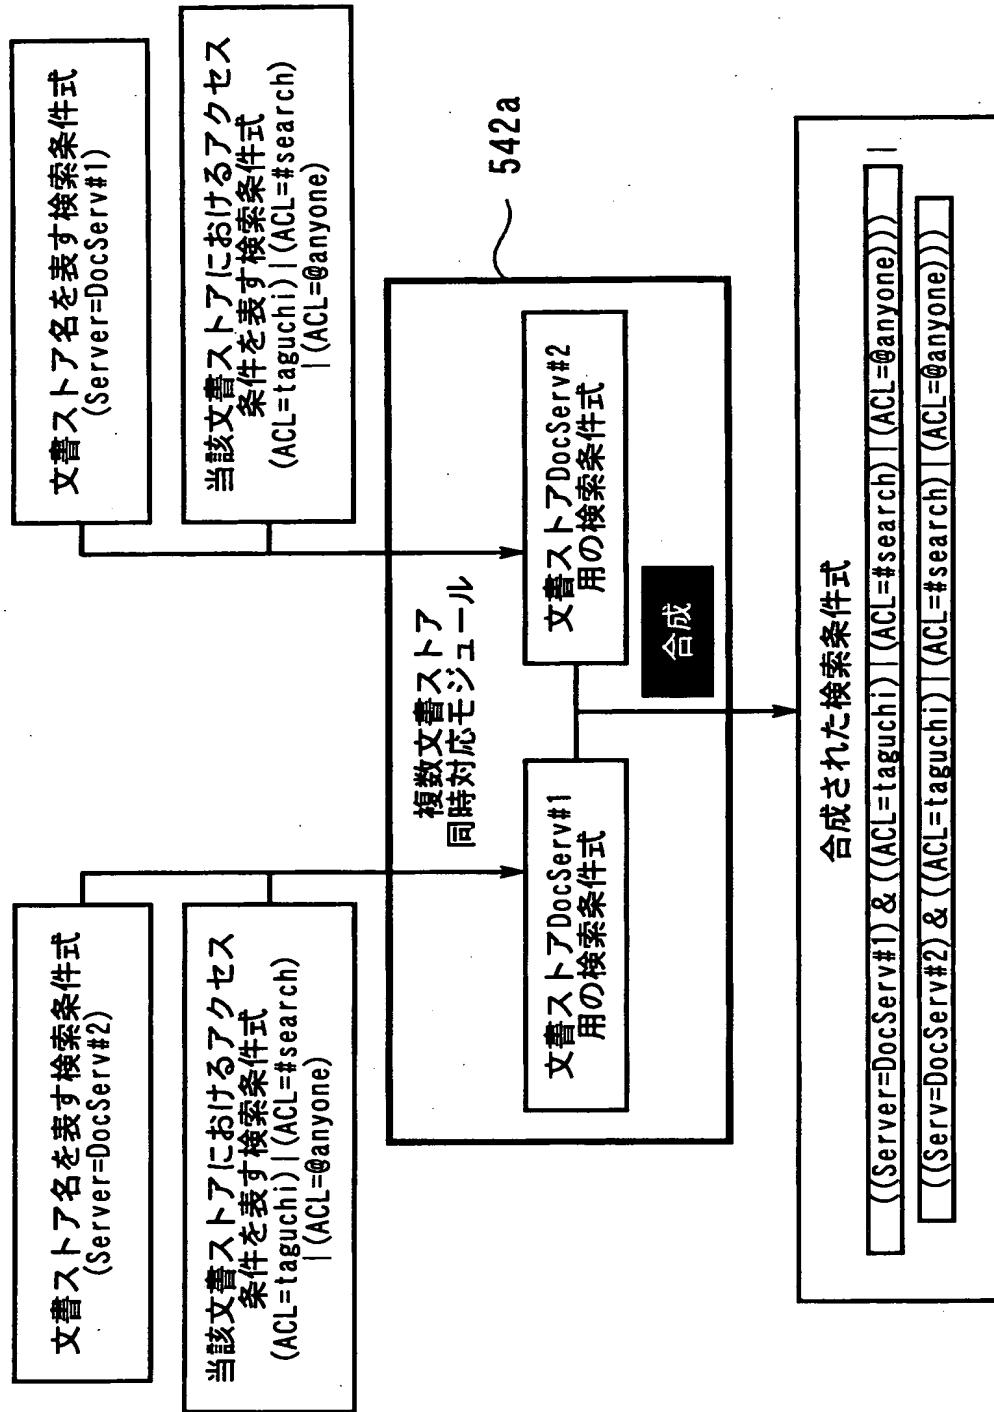 文書ストア名を表す検索条件式
(Server=DocServ#2)
当該文書ストアにおけるアクセス
条件を表す検索条件式
(ACL=taguchi)|(ACL=#search)
|(ACL=@anyone)
文書ストア名を表す検索条件式
(Server=DocServ#1)
当該文書ストアにおけるアクセス
条件を表す検索条件式
(ACL=taguchi)|(ACL=#search)
|(ACL=@anyone)
542a
複数文書ストア
同時対応モジュール
文書ストアDocServ#1
用の検索条件式
文書ストアDocServ#2
用の検索条件式
合成
合成された検索条件式
((Server=DocServ#1)&((ACL=taguchi)|(ACL=#search)|(ACL=@anyone))) |
((Serv=DocServ#2)&((ACL=taguchi)|(ACL=#search)|(ACL=@anyone)))